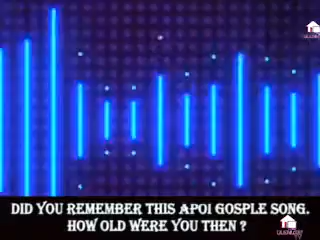 DID YOU REMEMBER THIS APOI GOSPLE SONG.
HOW OLD WERE YOU THEN ?